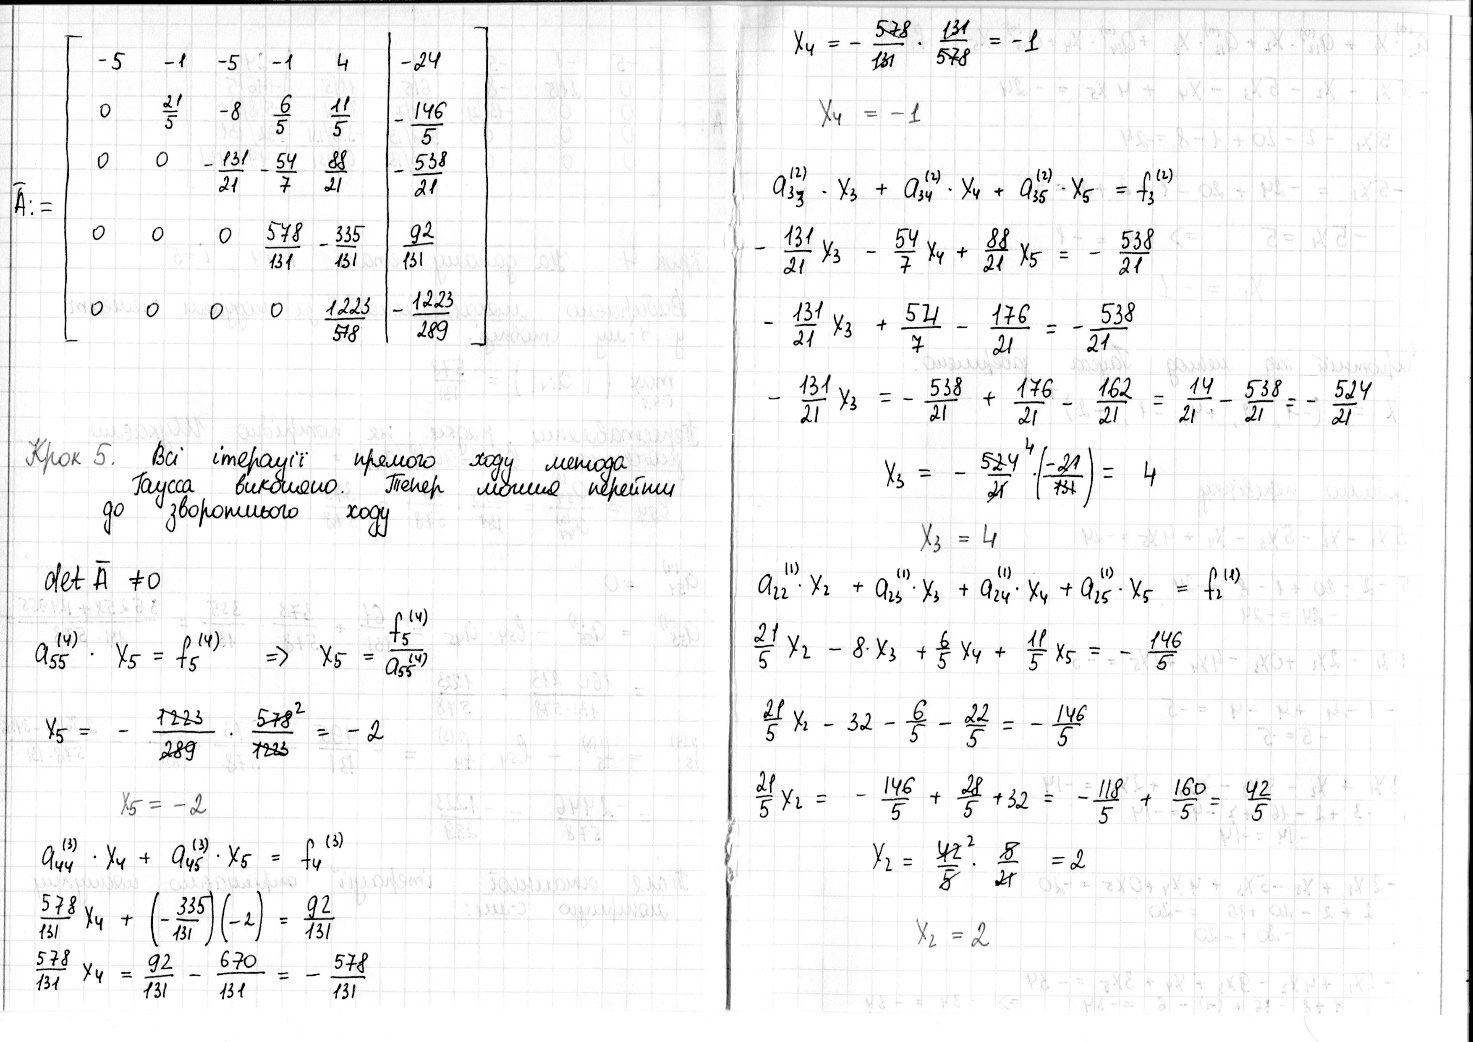 Ā:=
-5 -1 -5 -1 4 | -24
0 21/5 -8 6/5 11/5 | -146/5
0 0 -131/21 -54/7 88/21 | -538/21
0 0 0 578/131 -335/131 | 92/131
0 0 0 0 1223/578 | -1223/289
Крок 5. Всі ітерації прямого ходу метода
Гаусса виконано. Тепер можна перейти
до зворотнього ходу
det Ā ≠0
a55^(4) · X5 = f5^(4) => X5 = f5^(4)/a55^(4)
X5 = - 1223/289 · 578²/1223 = -2
X5 = -2
a44^(3) · X4 + a45^(3) · X5 = f4^(3)
578/131 X4 + (-335/131)(-2) = 92/131
578/131 X4 = 92/131 - 670/131 = - 578/131
X4 = - 578/131 · 131/578 = -1
X4 = -1
a33^(2) · X3 + a34^(2) · X4 + a35^(2) · X5 = f3^(2)
- 131/21 X3 - 54/7 X4 + 88/21 X5 = - 538/21
- 131/21 X3 + 54/7 - 176/21 = - 538/21
- 131/21 X3 = - 538/21 + 176/21 - 162/21 = 14/21 - 538/21 = - 524/21
X3 = - 524⁴/21 · (-21/131) = 4
X3 = 4
a22^(1) · X2 + a23^(1) · X3 + a24^(1) · X4 + a25^(1) · X5 = f2^(1)
21/5 X2 - 8·X3 + 6/5 X4 + 11/5 X5 = - 146/5
21/5 X2 - 32 - 6/5 - 22/5 = - 146/5
21/5 X2 = - 146/5 + 28/5 + 32 = - 118/5 + 160/5 = 42/5
X2 = 42²/5 · 5/21 = 2
X2 = 2